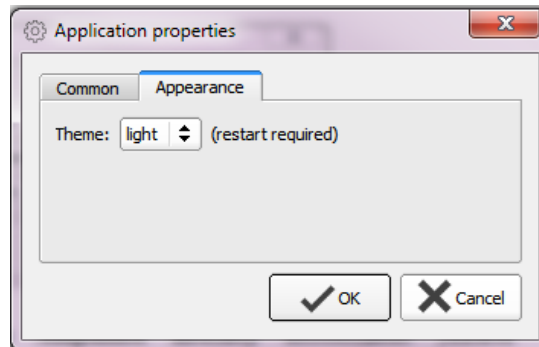 Application properties
Common Appearance
Theme: light (restart required)
OK Cancel